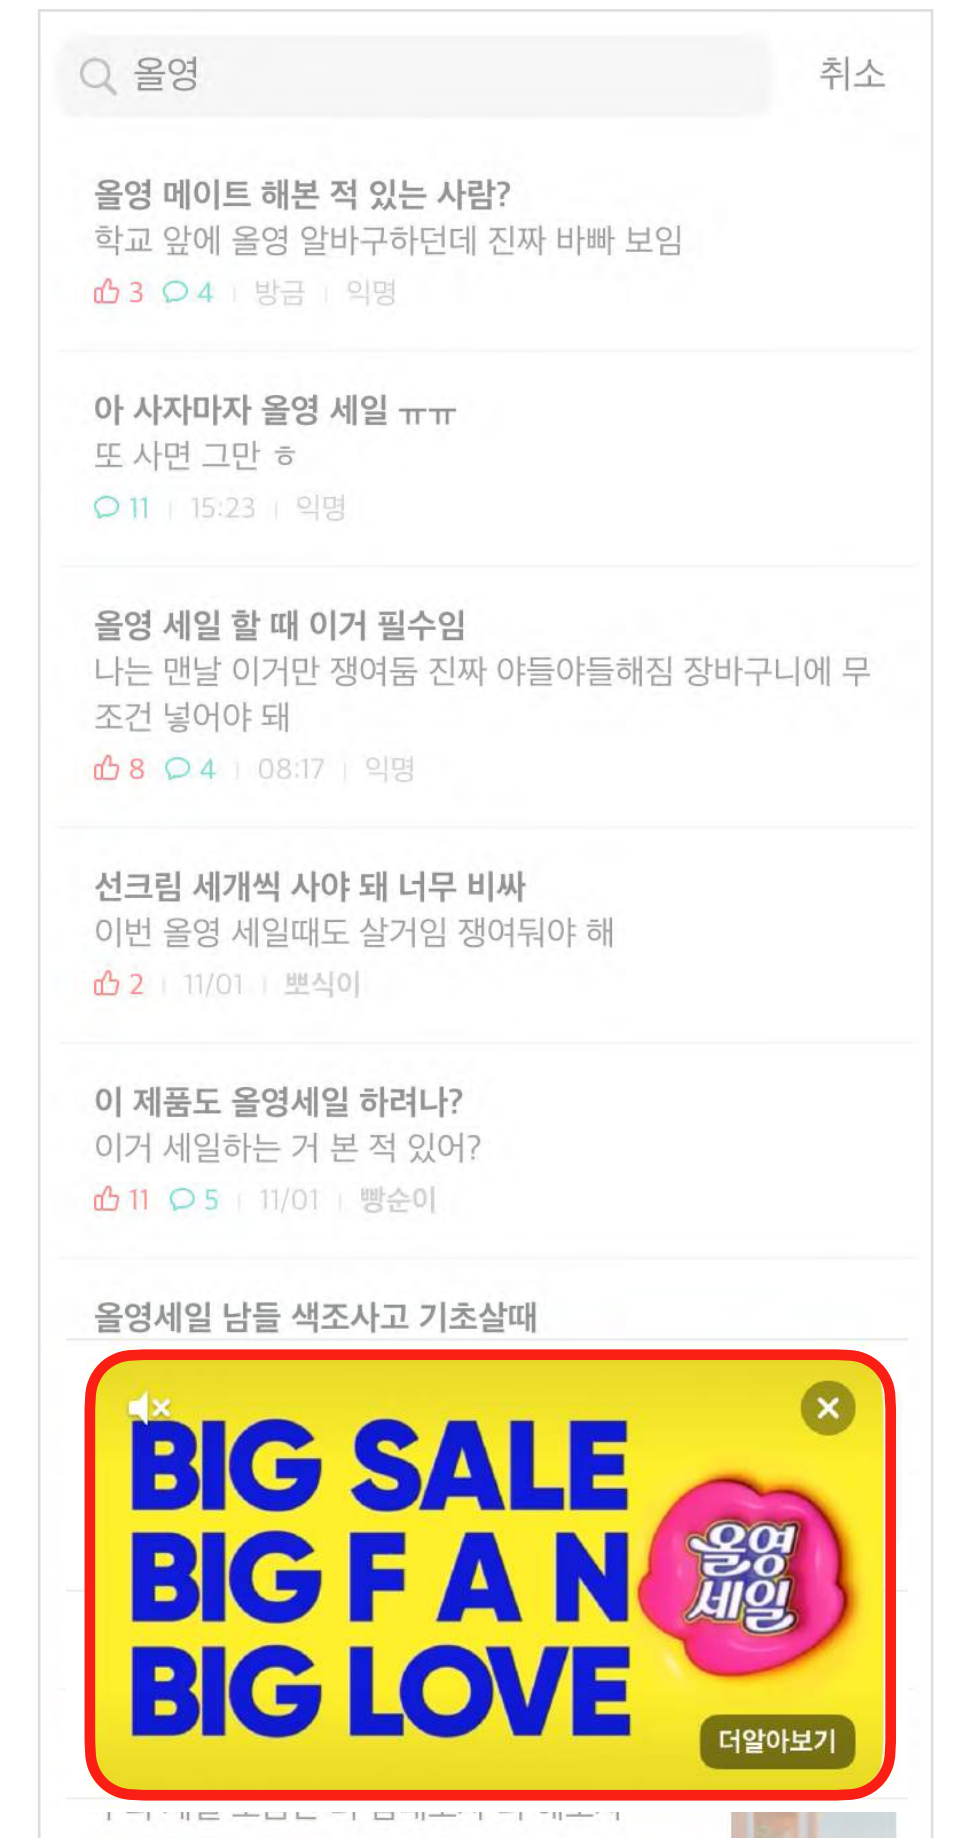 올영
취소
올영 메이트 해본 적 있는 사람?
학교 앞에 올영 알바구하던데 진짜 바빠 보임
3 4 | 방금 | 익명
아 사자마자 올영 세일 ㅠㅠ
또 사면 그만 ㅎ
11 | 15:23 | 익명
올영 세일 할 때 이거 필수임
나는 맨날 이거만 쟁여둠 진짜 야들야들해짐 장바구니에 무
조건 넣어야 돼
8 4 | 08:17 | 익명
선크림 세개씩 사야 돼 너무 비싸
이번 올영 세일때도 살거임 쟁여둬야 해
2 | 11/01 | 뽀식이
이 제품도 올영세일 하려나?
이거 세일하는 거 본 적 있어?
11 5 | 11/01 | 빵순이
올영세일 남들 색조사고 기초살때
BIG SALE
BIG FAN
BIG LOVE
올영
세일
더알아보기